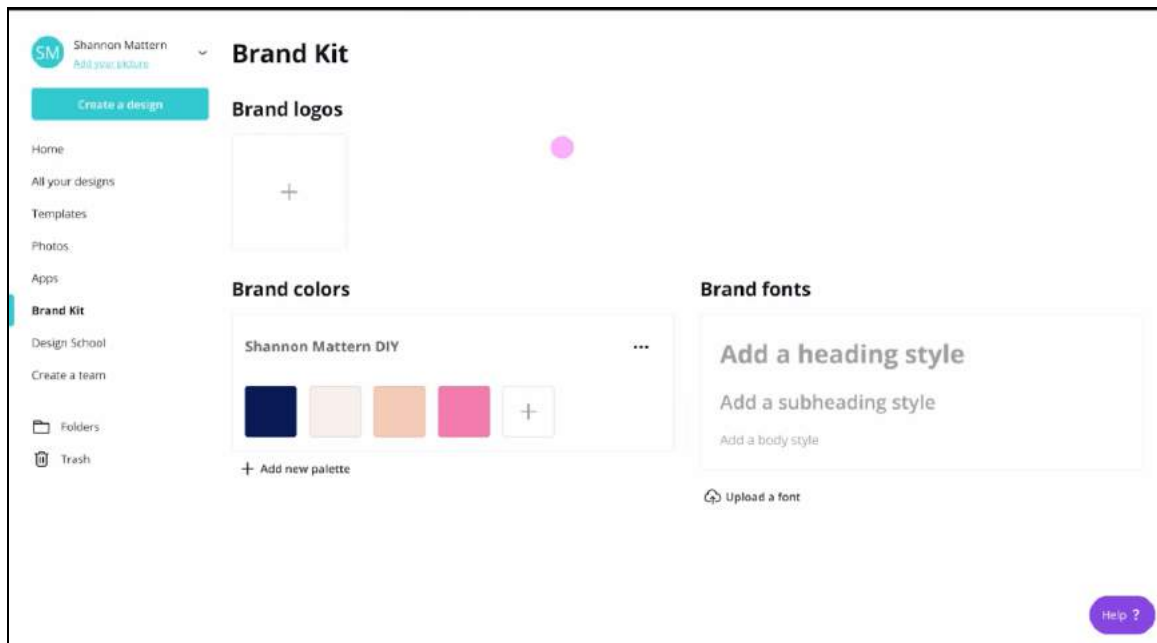 SM
Shannon Mattern
Add your picture
Create a design
Home
All your designs
Templates
Photos
Apps
Brand Kit
Design School
Create a team
Folders
Trash
Brand Kit
Brand logos
Brand colors
Shannon Mattern DIY
Add new palette
Brand fonts
Add a heading style
Add a subheading style
Add a body style
Upload a font
Help ?